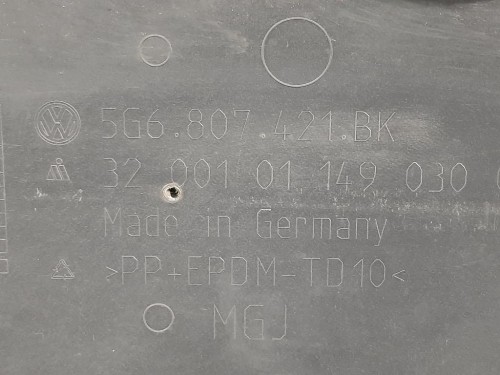 5G6.807.421.BK
32 001 01 149 030
Made in Germany
>PP+EPDM-TD10<
MGJ